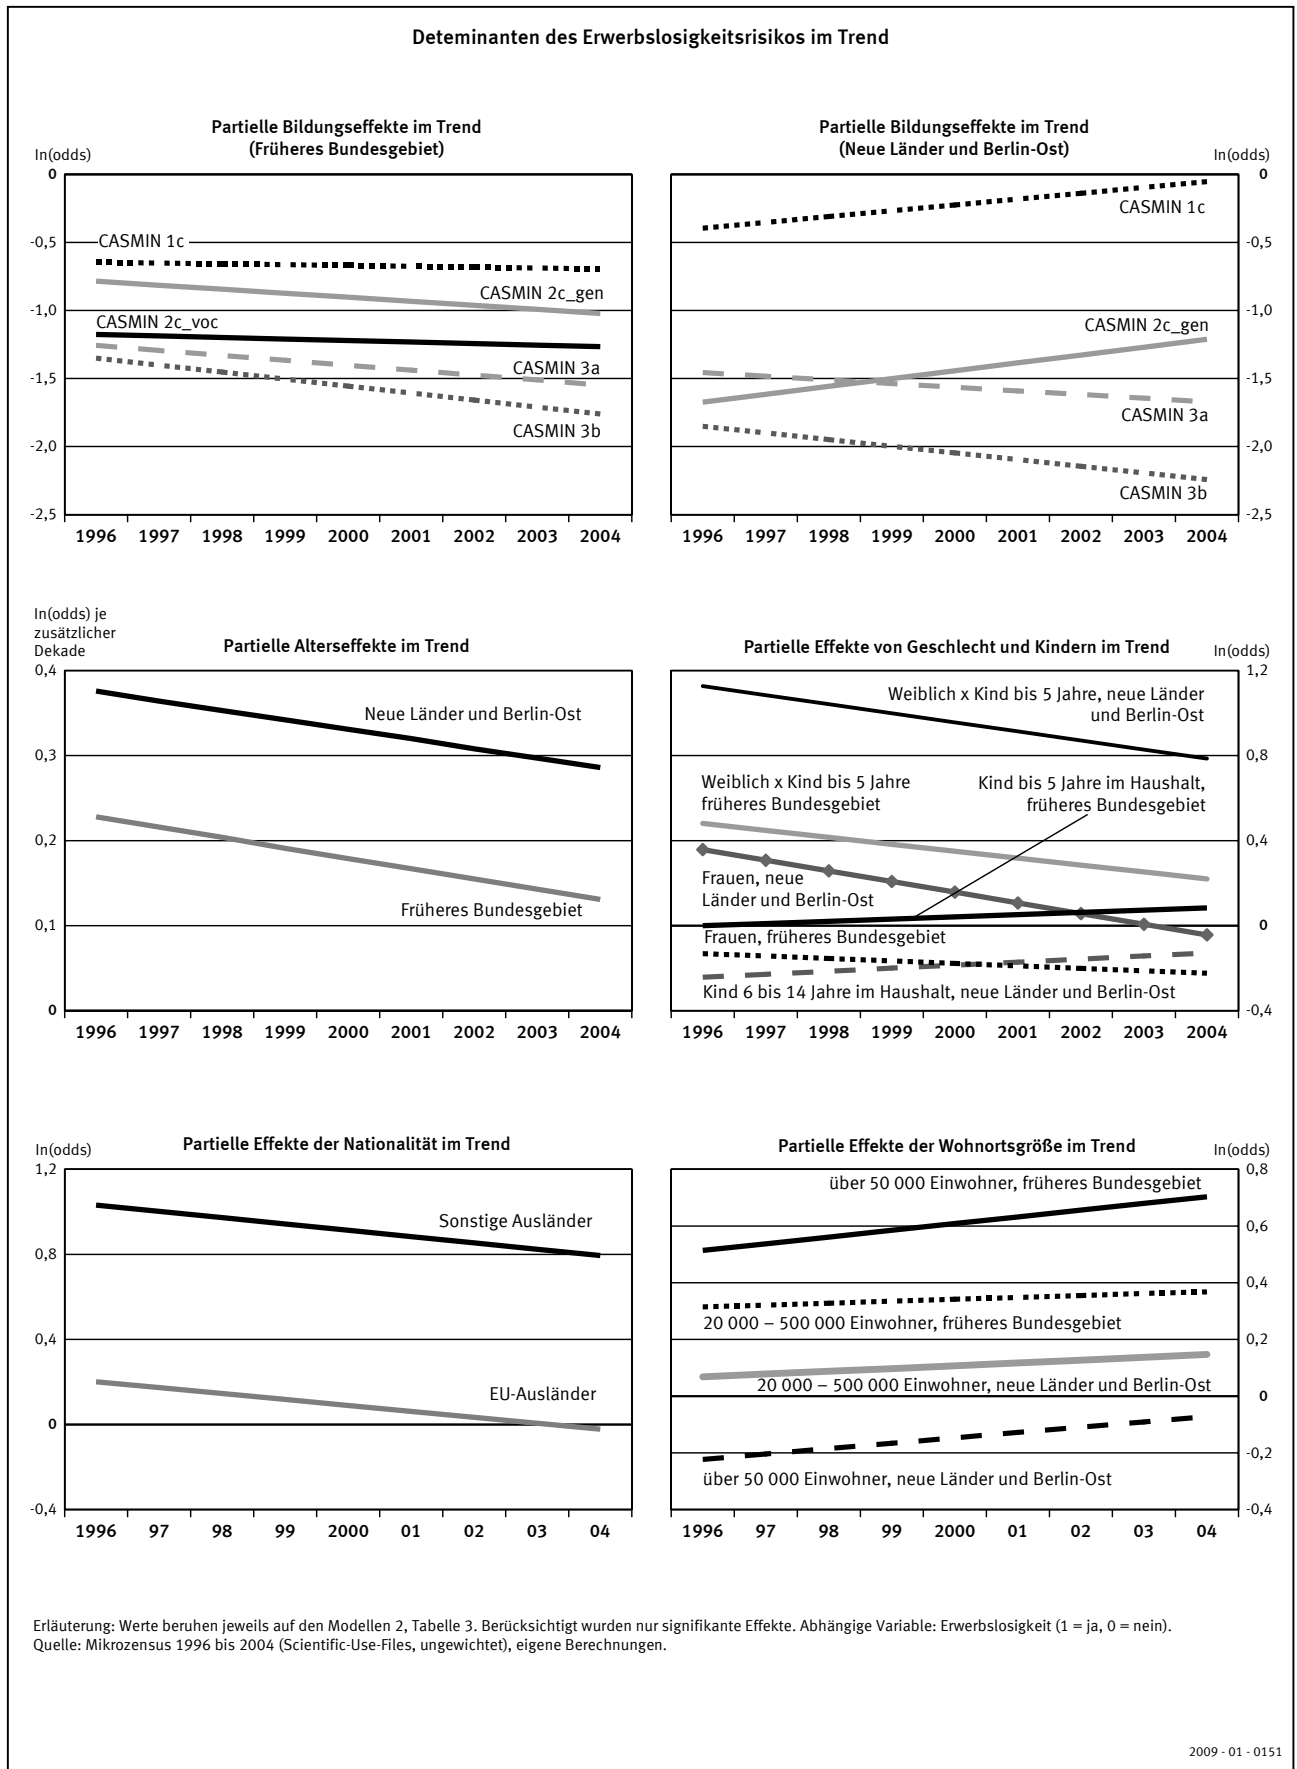 Deteminanten des Erwerbslosigkeitsrisikos im Trend
Partielle Bildungseffekte im Trend
(Früheres Bundesgebiet)
ln(odds)
0
-0,5
-1,0
-1,5
-2,0
-2,5
CASMIN 1c
CASMIN 2c_gen
CASMIN 2c_voc
CASMIN 3a
CASMIN 3b
1996 1997 1998 1999 2000 2001 2002 2003 2004
Partielle Bildungseffekte im Trend
(Neue Länder und Berlin-Ost)
ln(odds)
0
-0,5
-1,0
-1,5
-2,0
-2,5
CASMIN 1c
CASMIN 2c_gen
CASMIN 3a
CASMIN 3b
1996 1997 1998 1999 2000 2001 2002 2003 2004
ln(odds) je
zusätzlicher
Dekade
Partielle Alterseffekte im Trend
0,4
0,3
0,2
0,1
0
Neue Länder und Berlin-Ost
Früheres Bundesgebiet
1996 1997 1998 1999 2000 2001 2002 2003 2004
Partielle Effekte von Geschlecht und Kindern im Trend
ln(odds)
1,2
0,8
0,4
0
-0,4
Weiblich x Kind bis 5 Jahre, neue Länder
und Berlin-Ost
Weiblich x Kind bis 5 Jahre
früheres Bundesgebiet
Kind bis 5 Jahre im Haushalt,
früheres Bundesgebiet
Frauen, neue
Länder und Berlin-Ost
Frauen, früheres Bundesgebiet
Kind 6 bis 14 Jahre im Haushalt, neue Länder und Berlin-Ost
1996 1997 1998 1999 2000 2001 2002 2003 2004
ln(odds)
Partielle Effekte der Nationalität im Trend
1,2
0,8
0,4
0
-0,4
Sonstige Ausländer
EU-Ausländer
1996 97 98 99 2000 01 02 03 04
Partielle Effekte der Wohnortsgröße im Trend
ln(odds)
0,8
0,6
0,4
0,2
0
-0,2
-0,4
über 50 000 Einwohner, früheres Bundesgebiet
20 000 – 500 000 Einwohner, früheres Bundesgebiet
20 000 – 500 000 Einwohner, neue Länder und Berlin-Ost
über 50 000 Einwohner, neue Länder und Berlin-Ost
1996 97 98 99 2000 01 02 03 04
Erläuterung: Werte beruhen jeweils auf den Modellen 2, Tabelle 3. Berücksichtigt wurden nur signifikante Effekte. Abhängige Variable: Erwerbslosigkeit (1 = ja, 0 = nein).
Quelle: Mikrozensus 1996 bis 2004 (Scientific-Use-Files, ungewichtet), eigene Berechnungen.
2009 - 01 - 0151